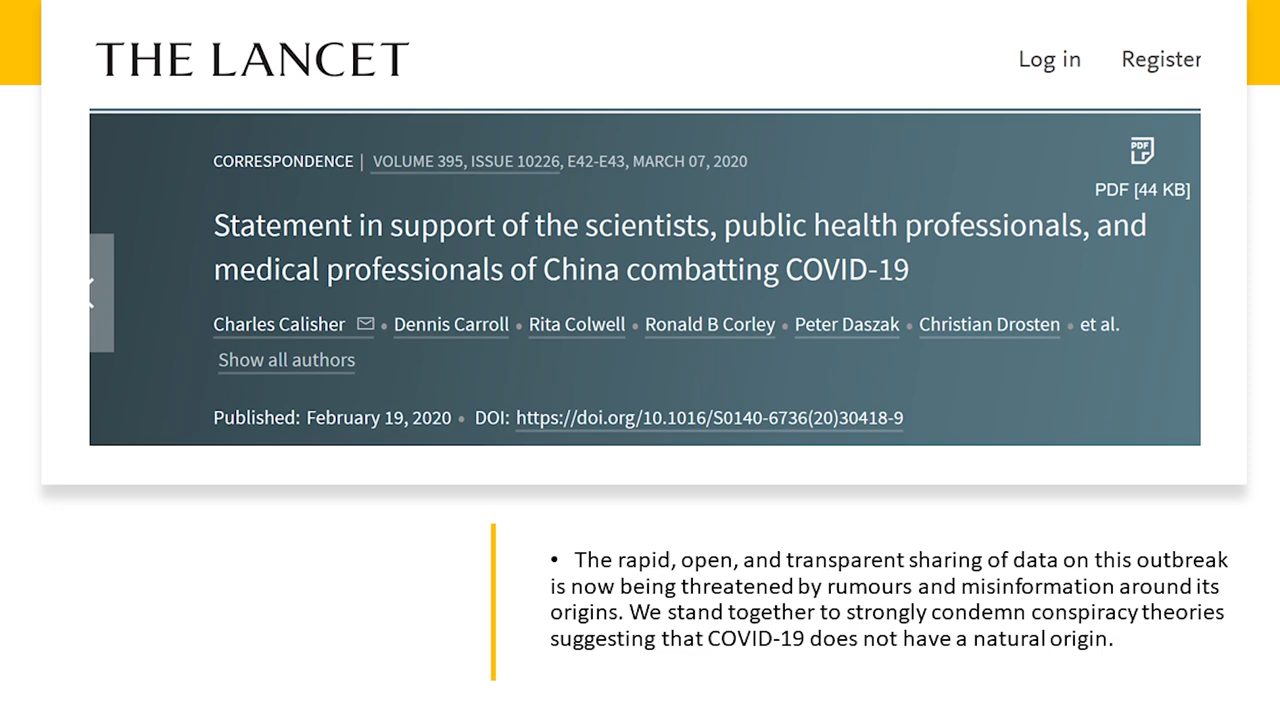 THE LANCET
Log in Register
CORRESPONDENCE | VOLUME 395, ISSUE 10226, E42-E43, MARCH 07, 2020
PDF
PDF [44 KB]
Statement in support of the scientists, public health professionals, and
medical professionals of China combatting COVID-19
Charles Calisher • Dennis Carroll • Rita Colwell • Ronald B Corley • Peter Daszak • Christian Drosten • et al.
Show all authors
Published: February 19, 2020 • DOI: https://doi.org/10.1016/S0140-6736(20)30418-9
• The rapid, open, and transparent sharing of data on this outbreak
is now being threatened by rumours and misinformation around its
origins. We stand together to strongly condemn conspiracy theories
suggesting that COVID-19 does not have a natural origin.